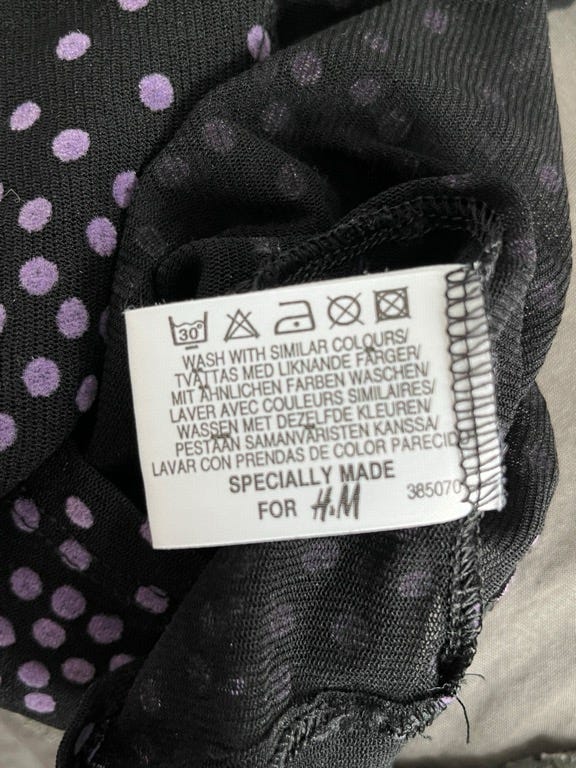 30°
WASH WITH SIMILAR COLOURS/
TVÄTTAS MED LIKNANDE FÄRGER/
MIT ÄHNLICHEN FARBEN WASCHEN/
LAVER AVEC COULEURS SIMILAIRES/
WASSEN MET DEZELFDE KLEUREN/
PESTÄÄN SAMANVÄRISTEN KANSSA/
LAVAR CON PRENDAS DE COLOR PARECIDO
SPECIALLY MADE
FOR H&M 385070